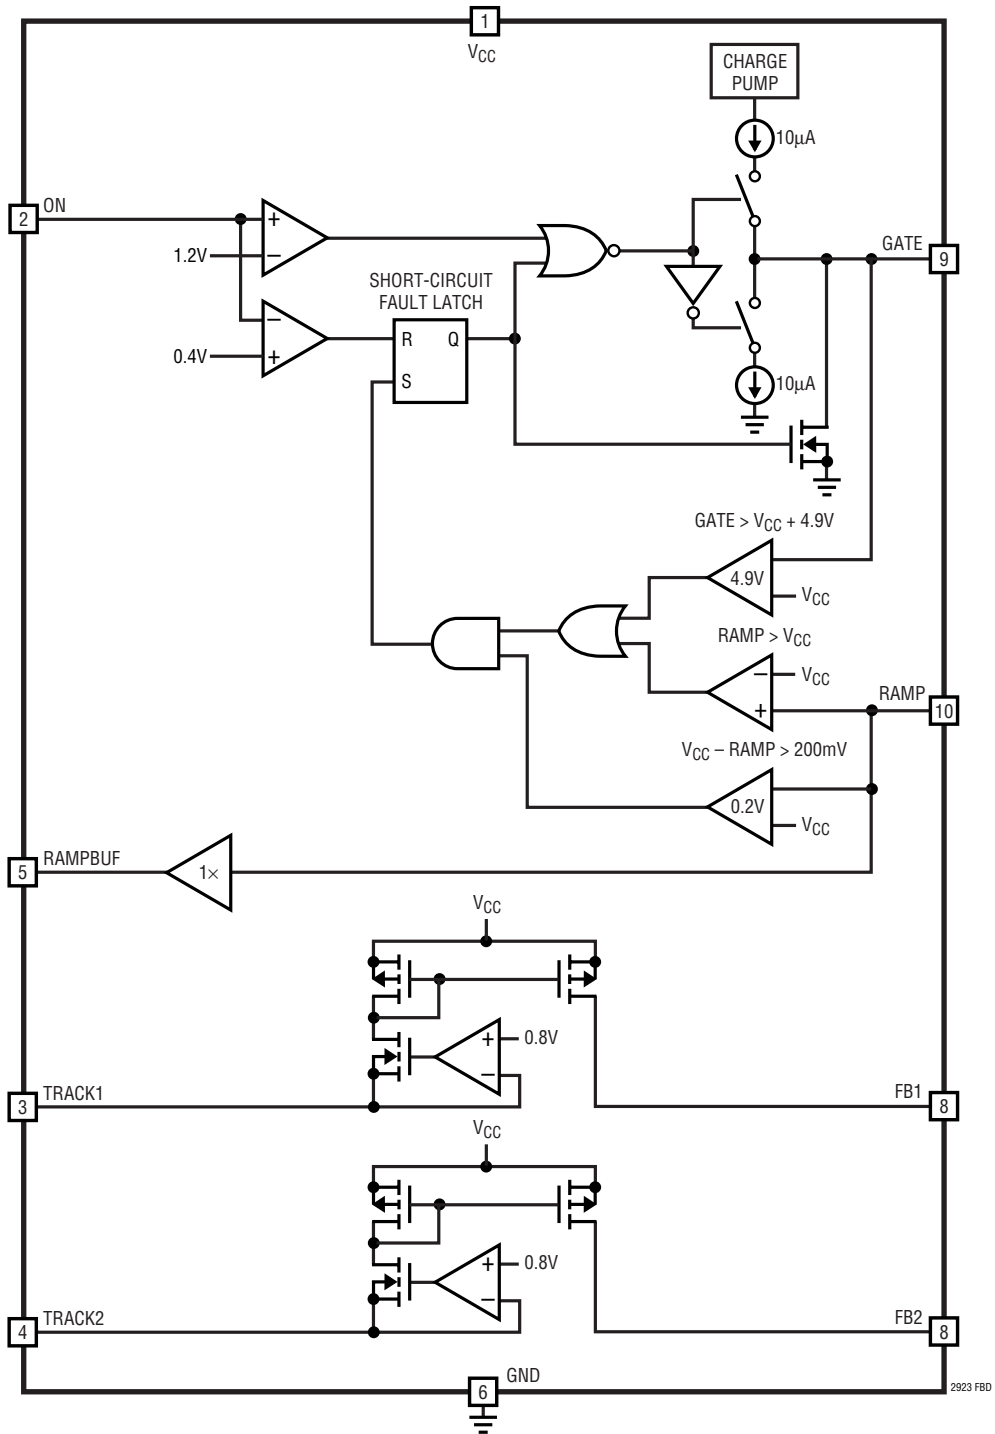 1
VCC
CHARGE
PUMP
10µA
2
ON
+
1.2V
–
GATE
9
SHORT-CIRCUIT
FAULT LATCH
–
0.4V
+
R
Q
S
10µA
GATE > VCC + 4.9V
4.9V
VCC
RAMP > VCC
–
VCC
+
RAMP
10
VCC – RAMP > 200mV
0.2V
VCC
5
RAMPBUF
1×
VCC
+
0.8V
–
3
TRACK1
FB1
8
VCC
+
0.8V
–
4
TRACK2
FB2
8
6
GND
2923 FBD